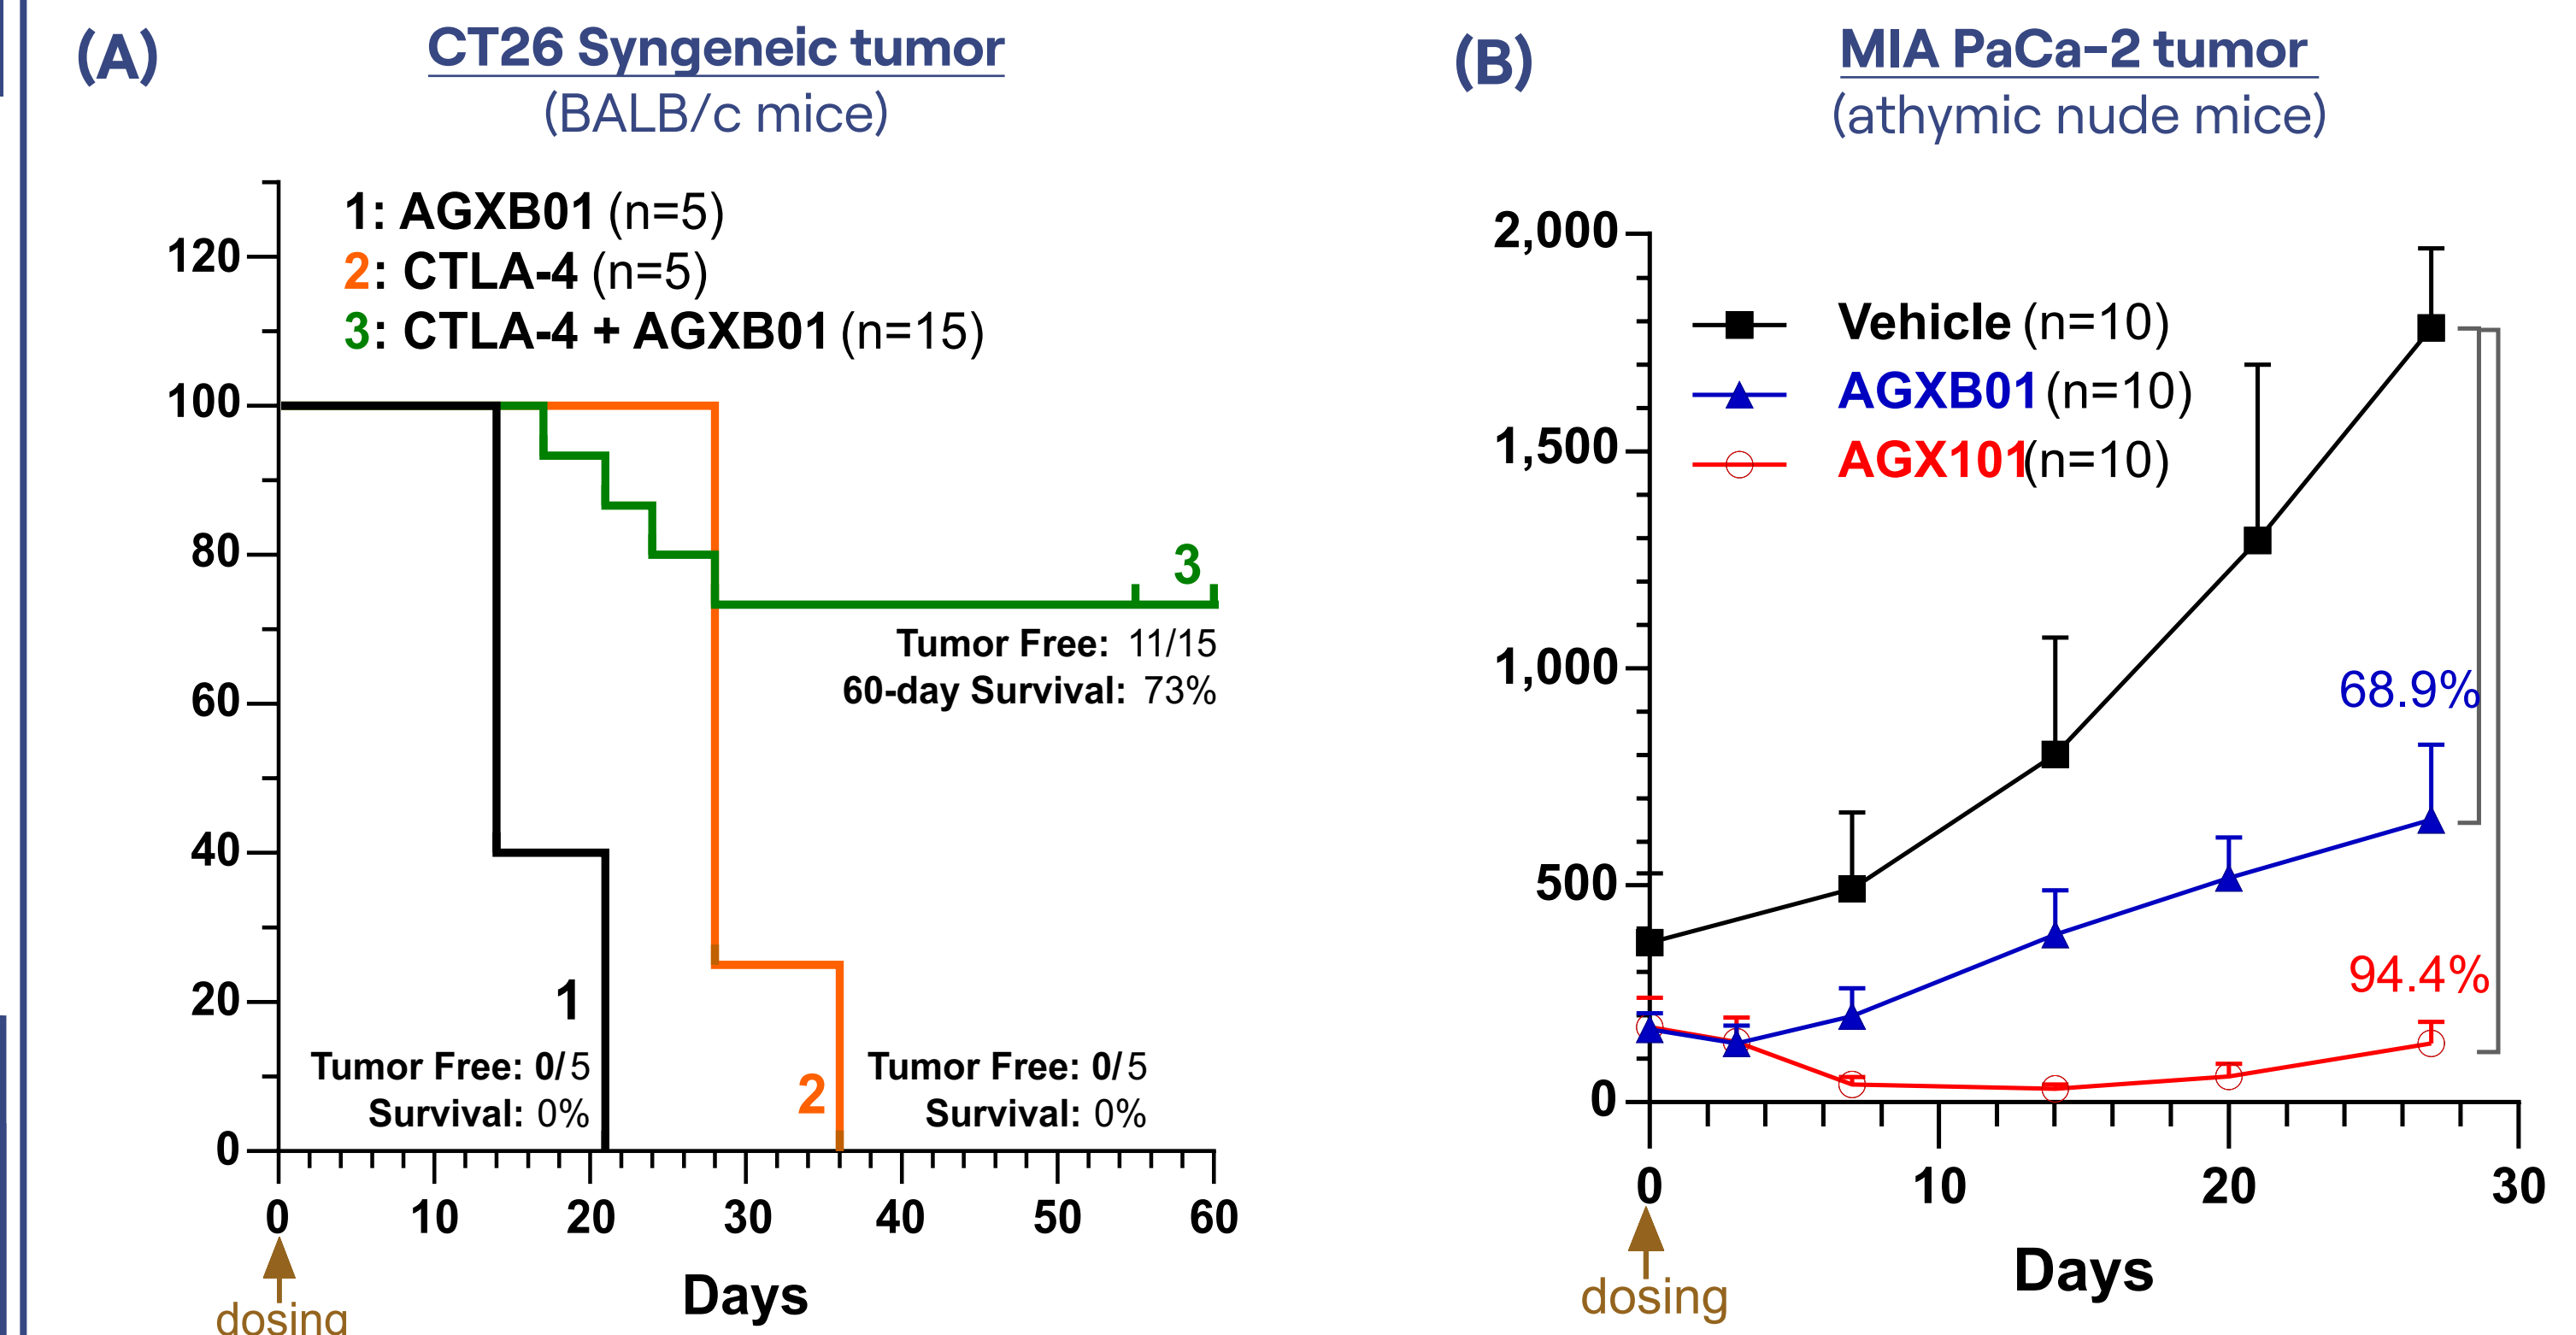 (A)
CT26 Syngeneic tumor
(BALB/c mice)
1: AGXB01 (n=5)
2: CTLA-4 (n=5)
3: CTLA-4 + AGXB01 (n=15)
120
100
80
60
40
20
0
3
Tumor Free: 11/15
60-day Survival: 73%
1
Tumor Free: 0/5
Survival: 0%
2
Tumor Free: 0/5
Survival: 0%
0 10 20 30 40 50 60
Days
dosing
(B)
MIA PaCa-2 tumor
(athymic nude mice)
2,000
1,500
1,000
500
0
Vehicle (n=10)
AGXB01 (n=10)
AGX101(n=10)
68.9%
94.4%
0 10 20 30
Days
dosing